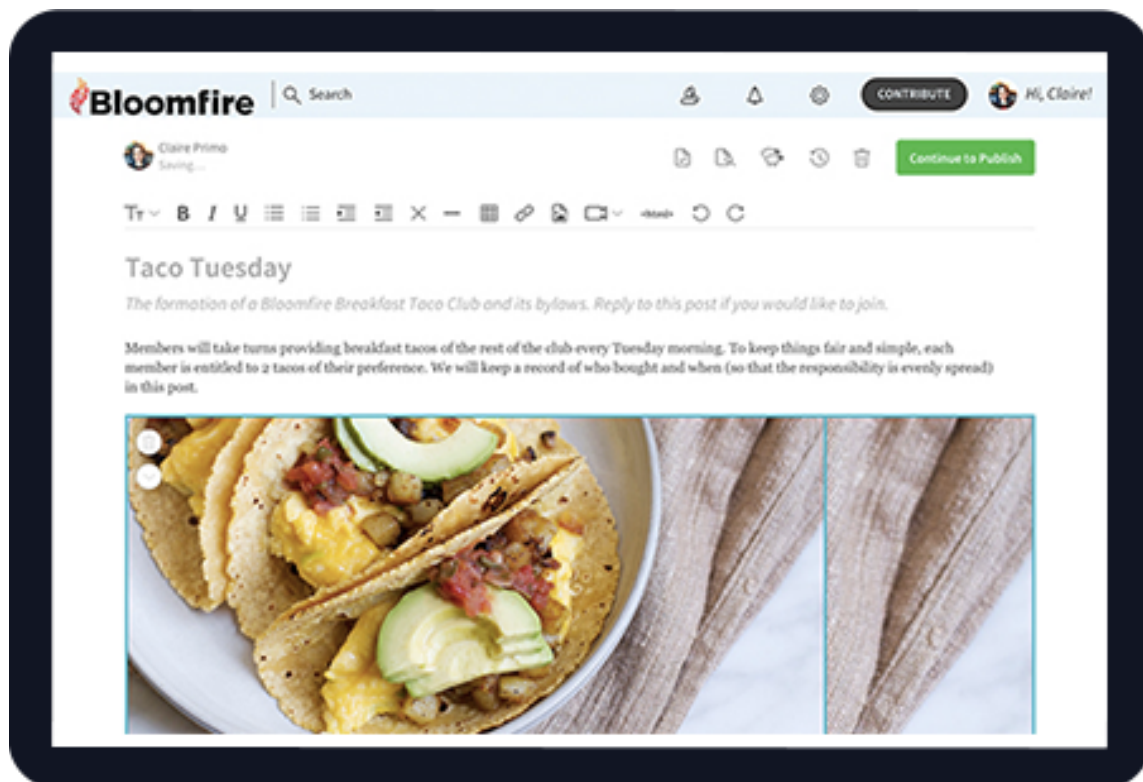 Bloomfire
Search
CONTRIBUTE
Hi, Claire!
Claire Primo
Saving...
Continue to Publish
Tт
B I U
<html>
Taco Tuesday
The formation of a Bloomfire Breakfast Taco Club and its bylaws. Reply to this post if you would like to join.
Members will take turns providing breakfast tacos of the rest of the club every Tuesday morning. To keep things fair and simple, each
member is entitled to 2 tacos of their preference. We will keep a record of who bought and when (so that the responsibility is evenly spread)
in this post.